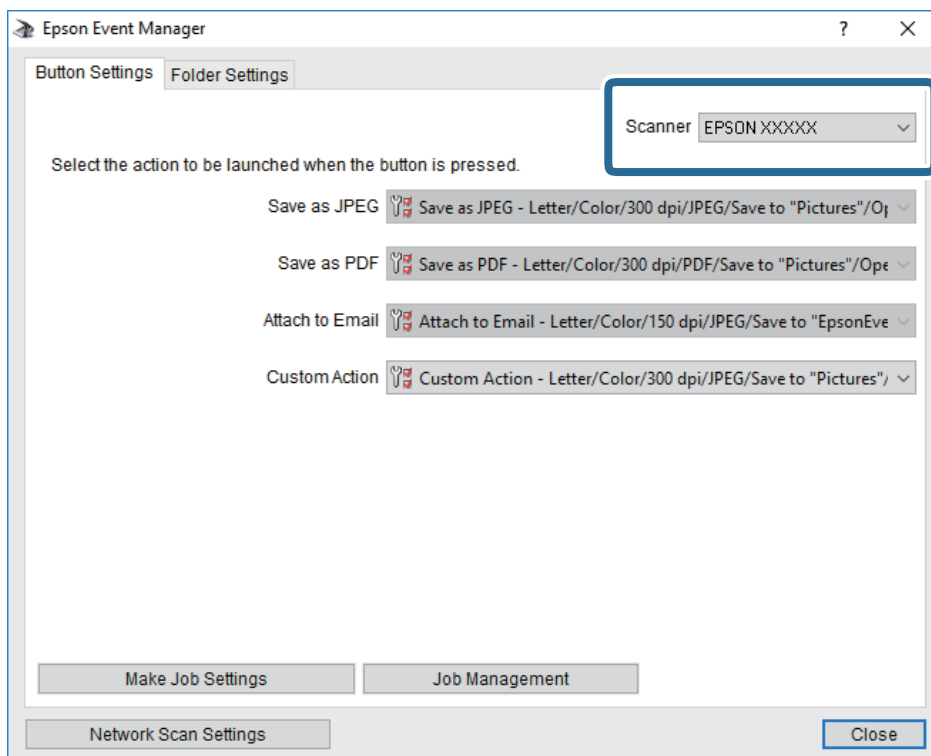 Epson Event Manager
Button Settings Folder Settings
Scanner EPSON XXXXX
Select the action to be launched when the button is pressed.
Save as JPEG Save as JPEG - Letter/Color/300 dpi/JPEG/Save to "Pictures"/Op
Save as PDF Save as PDF - Letter/Color/300 dpi/PDF/Save to "Pictures"/Ope
Attach to Email Attach to Email - Letter/Color/150 dpi/JPEG/Save to "EpsonEve
Custom Action Custom Action - Letter/Color/300 dpi/JPEG/Save to "Pictures"/
Make Job Settings Job Management
Network Scan Settings Close